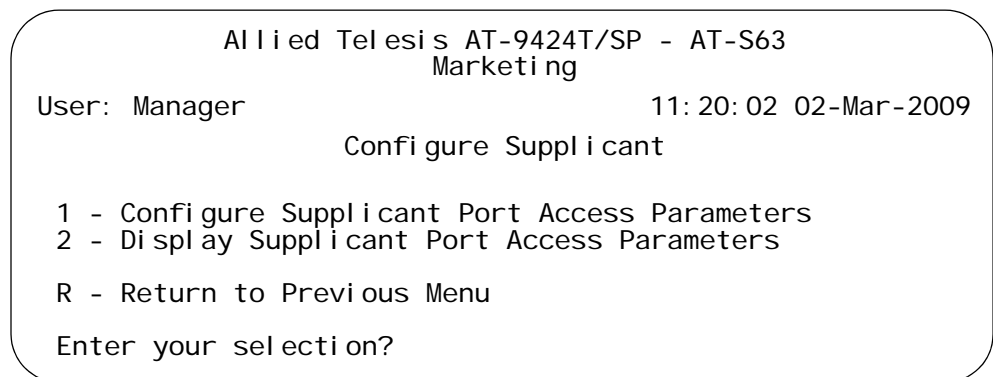 Allied Telesis AT-9424T/SP - AT-S63
Marketing
User: Manager 11:20:02 02-Mar-2009
Configure Supplicant
1 - Configure Supplicant Port Access Parameters
2 - Display Supplicant Port Access Parameters
R - Return to Previous Menu
Enter your selection?